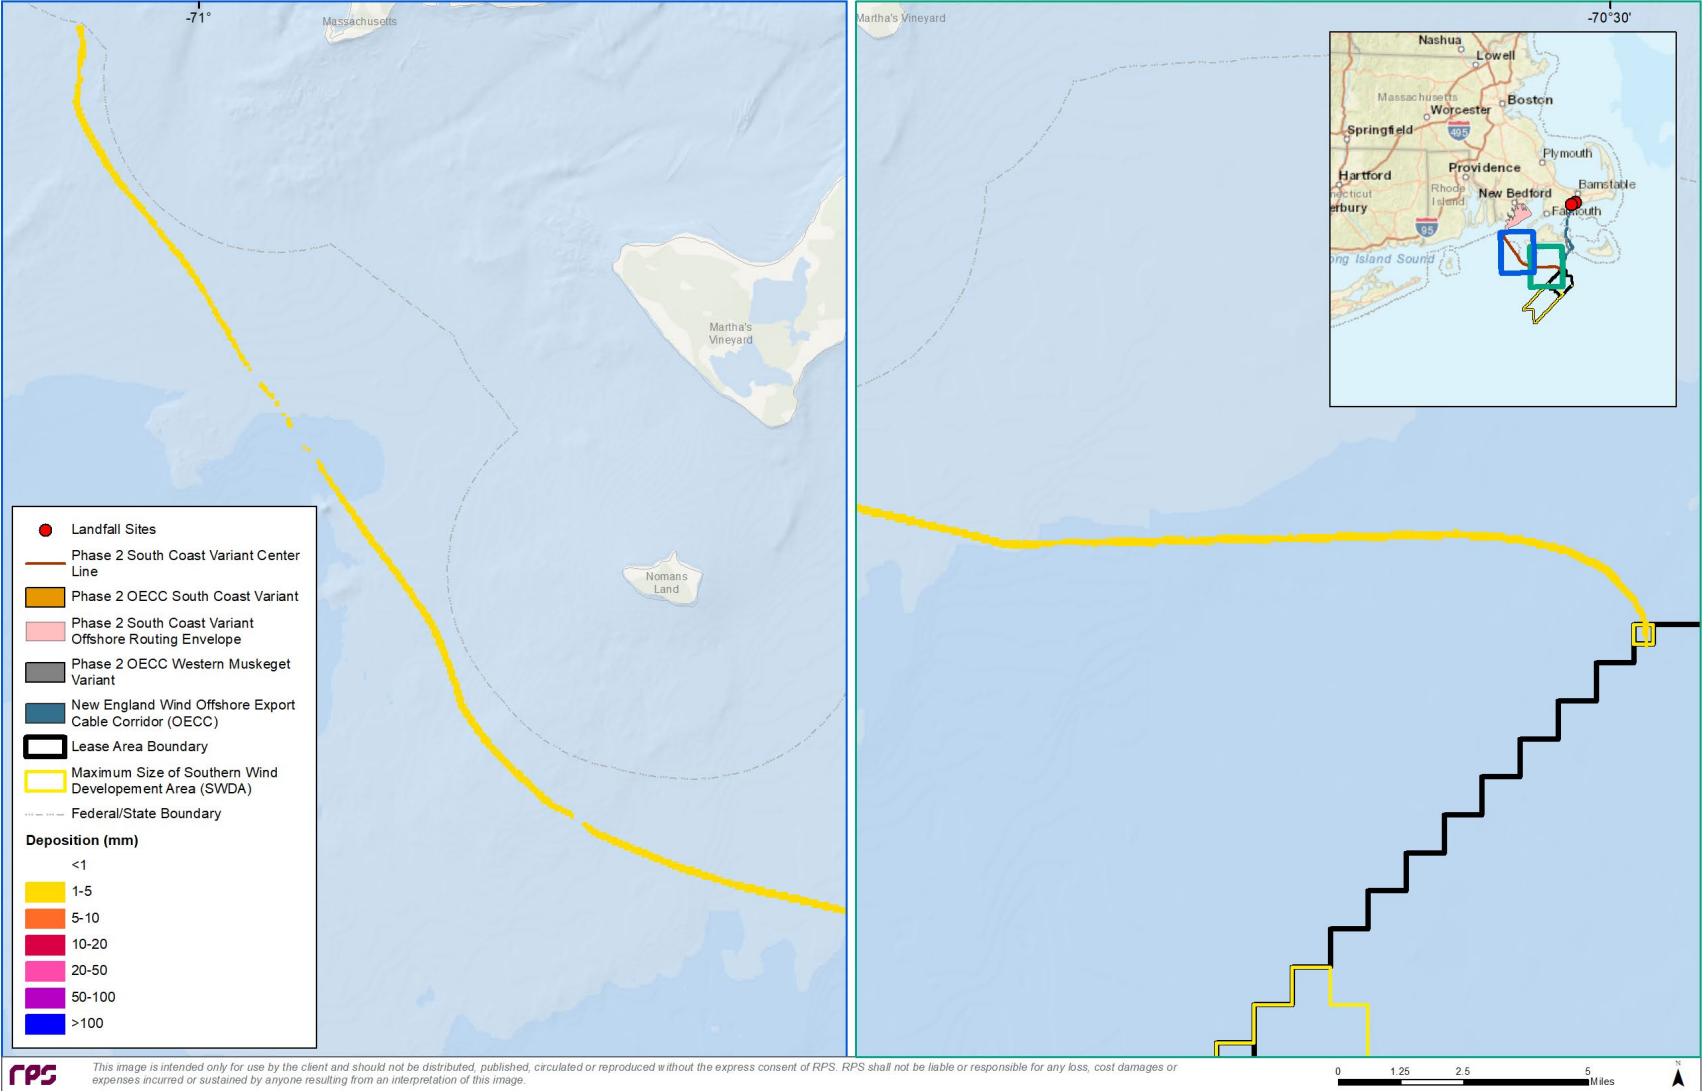 -71°
Massachusetts
Martha's
Vineyard
Nomans
Land
Landfall Sites
Phase 2 South Coast Variant Center
Line
Phase 2 OECC South Coast Variant
Phase 2 South Coast Variant
Offshore Routing Envelope
Phase 2 OECC Western Muskeget
Variant
New England Wind Offshore Export
Cable Corridor (OECC)
Lease Area Boundary
Maximum Size of Southern Wind
Developement Area (SWDA)
Federal/State Boundary
Deposition (mm)
<1
1-5
5-10
10-20
20-50
50-100
>100
Martha's Vineyard
-70°30'
Nashua
Lowell
Massachusetts
Boston
Worcester
495
Springfield
Plymouth
Providence
Hartford
Barnstable
necticut
Rhode
Island
New Bedford
erbury
Falmouth
95
ong Island Sound
rps
This image is intended only for use by the client and should not be distributed, published, circulated or reproduced without the express consent of RPS. RPS shall not be liable or responsible for any loss, cost damages or
expenses incurred or sustained by anyone resulting from an interpretation of this image.
0 1.25 2.5 5
Miles
N